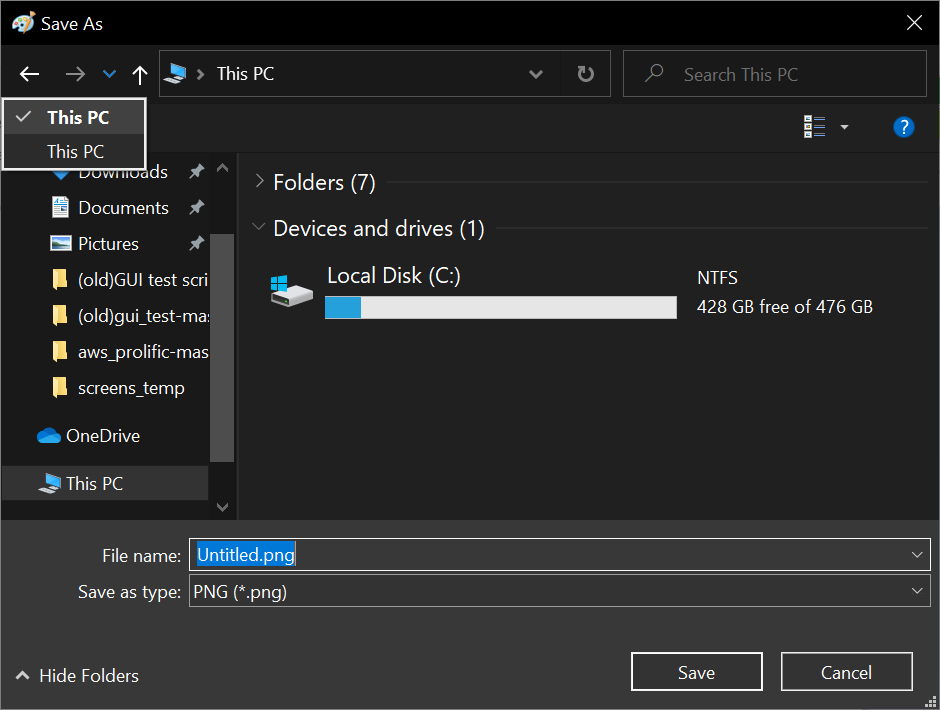 Save As
This PC
Search This PC
This PC
This PC
?
Downloads
Documents
Pictures
(old)GUI test scri
(old)gui_test-mas
aws_prolific-mas
screens_temp
OneDrive
This PC
Folders (7)
Devices and drives (1)
Local Disk (C:)
NTFS
428 GB free of 476 GB
File name: Untitled.png
Save as type: PNG (*.png)
Hide Folders
Save
Cancel